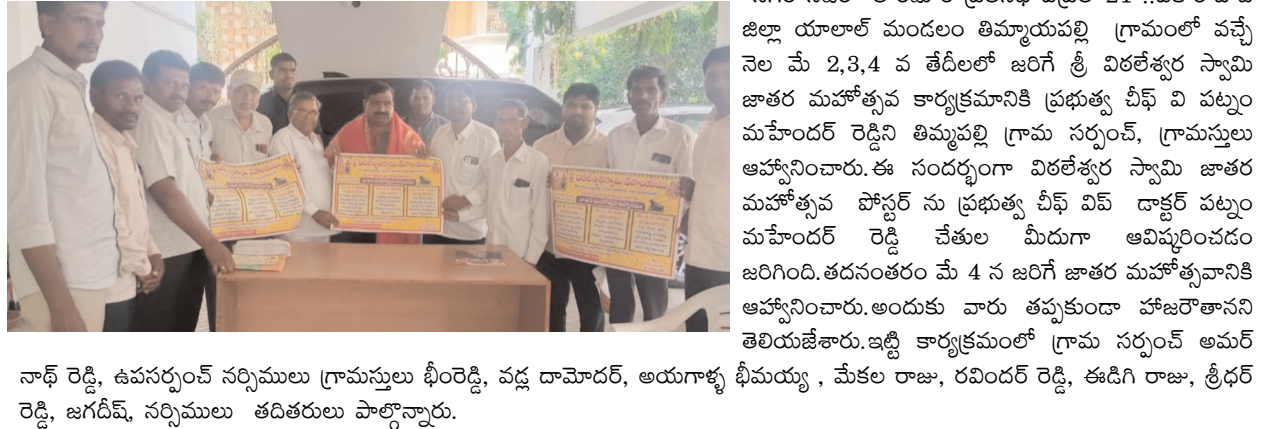 జిల్లా యాలాల్ మండలం తిమ్మాయపల్లి గ్రామంలో వచ్చే
నెల మే 2,3,4 వ తేదీలలో జరిగే శ్రీ విఠలేశ్వర స్వామి
జాతర మహోత్సవ కార్యక్రమానికి ప్రభుత్వ చీఫ్ వి పట్నం
మహేందర్ రెడ్డిని తిమ్మపల్లి గ్రామ సర్పంచ్, గ్రామస్తులు
ఆహ్వానించారు.ఈ సందర్భంగా విఠలేశ్వర స్వామి జాతర
మహోత్సవ పోస్టర్ ను ప్రభుత్వ చీఫ్ విప్ డాక్టర్ పట్నం
మహేందర్ రెడ్డి చేతుల మీదుగా ఆవిష్కరించడం
జరిగింది.తదనంతరం మే 4 న జరిగే జాతర మహోత్సవానికి
ఆహ్వానించారు.అందుకు వారు తప్పకుండా హాజరౌతానని
తెలియజేశారు.ఇట్టి కార్యక్రమంలో గ్రామ సర్పంచ్ అమర్
నాథ్ రెడ్డి, ఉపసర్పంచ్ నర్సిములు గ్రామస్తులు భీంరెడ్డి, వడ్ల దామోదర్, అయగాళ్ళ భీమయ్య , మేకల రాజు, రవిందర్ రెడ్డి, ఈడిగి రాజు, శ్రీధర్
రెడ్డి, జగదీష్, నర్సిములు తదితరులు పాల్గొన్నారు.